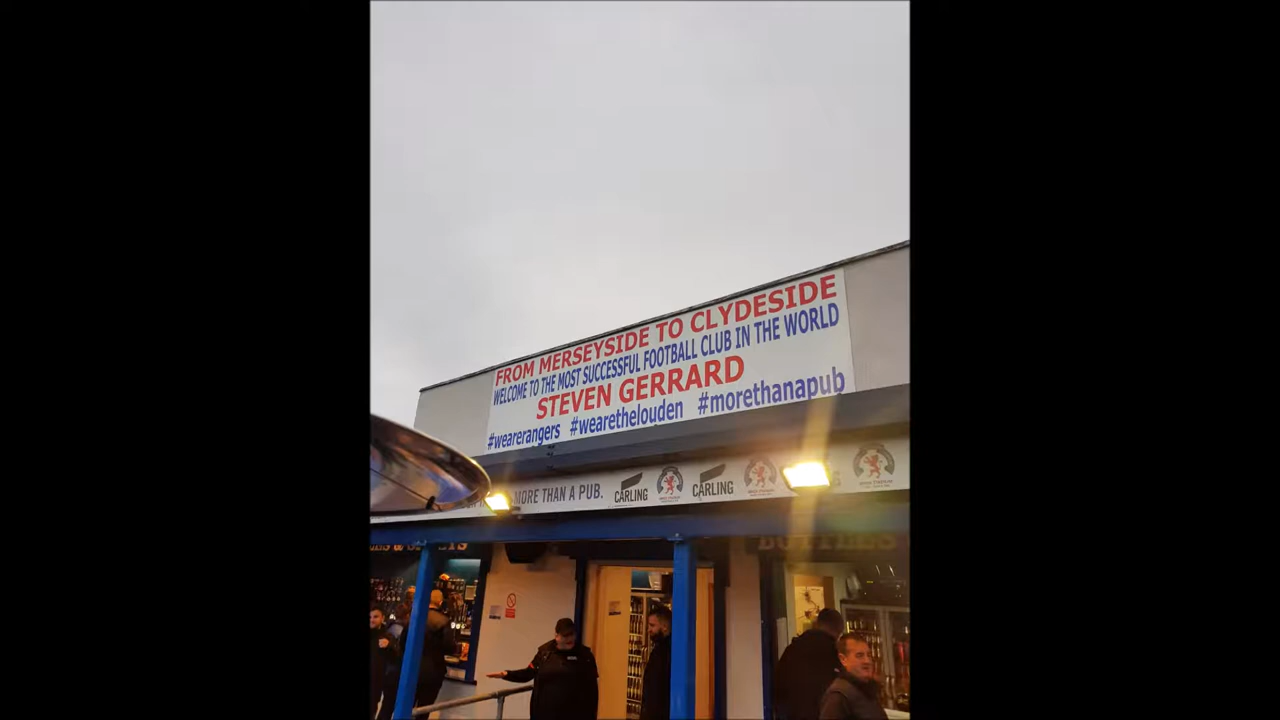 FROM MERSEYSIDE TO CLYDESIDE
WELCOME TO THE MOST SUCCESSFUL FOOTBALL CLUB IN THE WORLD
STEVEN GERRARD
#wearerangers #wearethelouden #morethanapub
MORE THAN A PUB. CARLING CARLING
BOTTLES